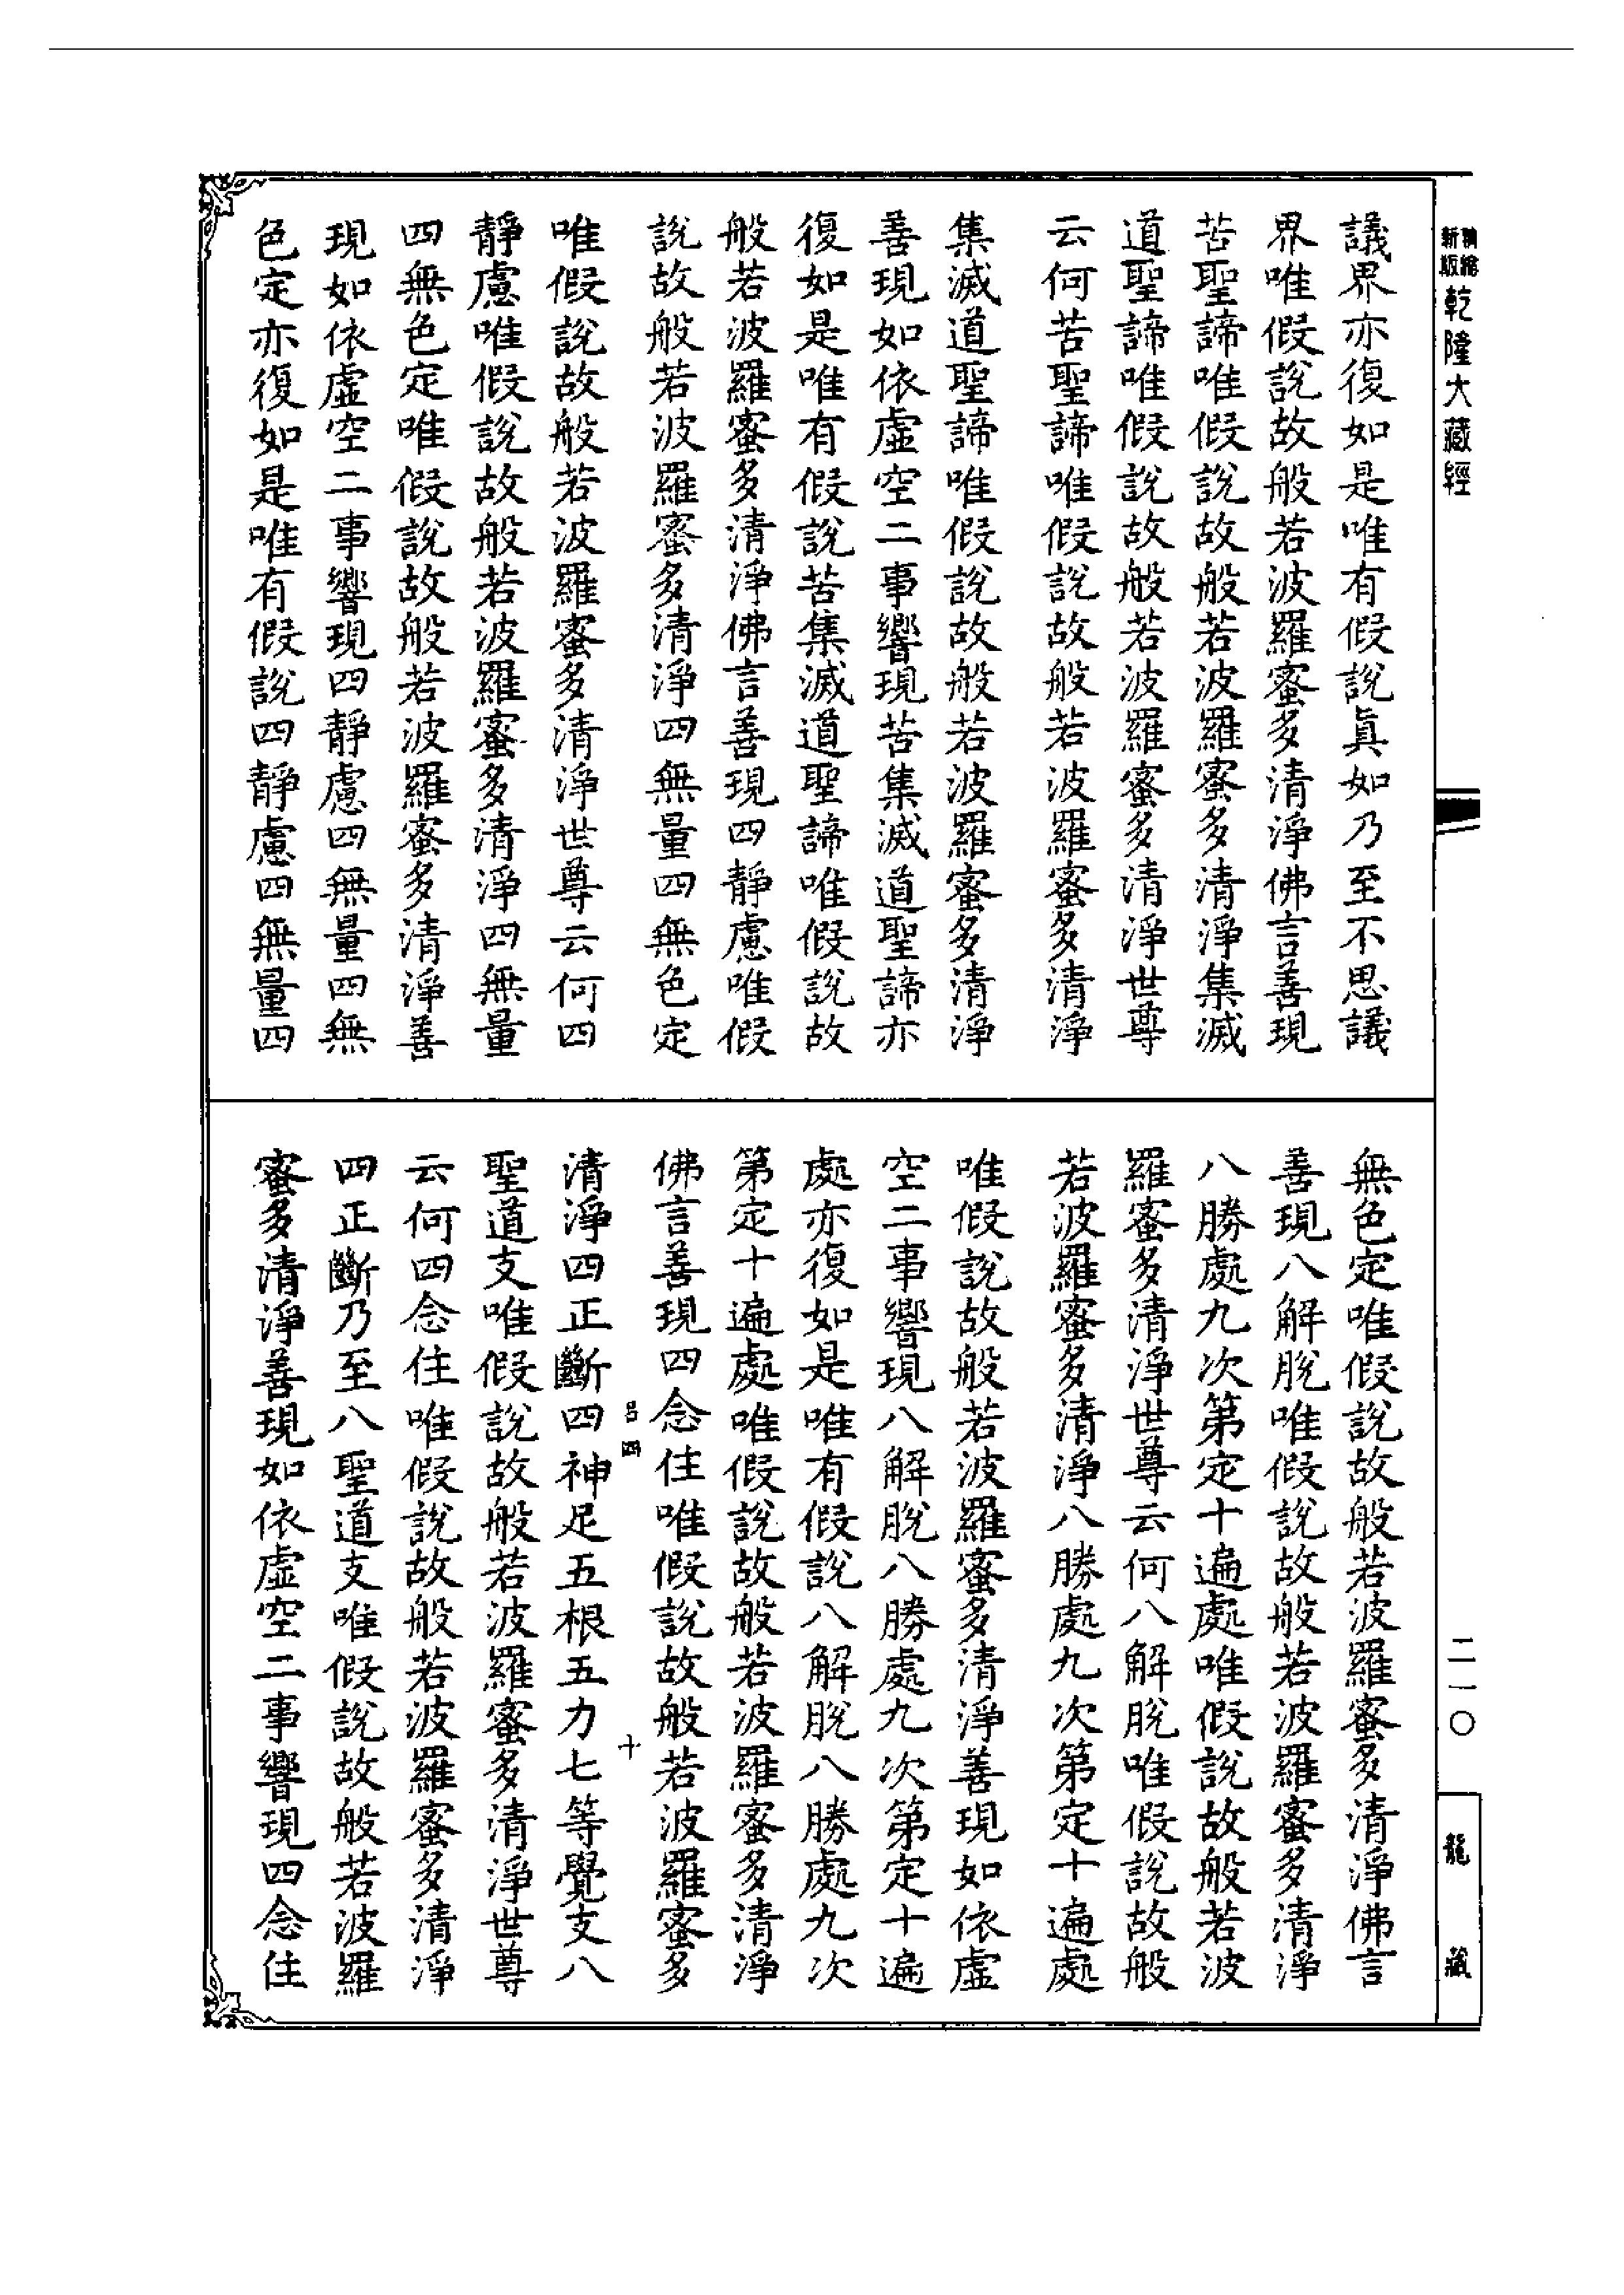 精縮新版乾隆大藏經
議界亦復如是唯有假說真如乃至不思議
界唯假說故般若波羅蜜多清淨佛言善現
苦聖諦唯假說故般若波羅蜜多清淨集滅
道聖諦唯假說故般若波羅蜜多清淨世尊
云何苦聖諦唯假說故般若波羅蜜多清淨
集滅道聖諦唯假說故般若波羅蜜多清淨
善現如依虛空二事響現苦集滅道聖諦亦
復如是唯有假說苦集滅道聖諦唯假說故
般若波羅蜜多清淨佛言善現四靜慮唯假
說故般若波羅蜜多清淨四無量四無色定
唯假說故般若波羅蜜多清淨世尊云何四
靜慮唯假說故般若波羅蜜多清淨四無量
四無色定唯假說故般若波羅蜜多清淨善
現如依虛空二事響現四靜慮四無量四無
色定亦復如是唯有假說四靜慮四無量四
無色定唯假說故般若波羅蜜多清淨佛言
善現八解脫唯假說故般若波羅蜜多清淨
八勝處九次第定十遍處唯假說故般若波
羅蜜多清淨世尊云何八解脫唯假說故般
若波羅蜜多清淨八勝處九次第定十遍處
唯假說故般若波羅蜜多清淨善現如依虛
空二事響現八解脫八勝處九次第定十遍
處亦復如是唯有假說八解脫八勝處九次
第定十遍處唯假說故般若波羅蜜多清淨
佛言善現四念住唯假說故般若波羅蜜多
呂四 十
清淨四正斷四神足五根五力七等覺支八
聖道支唯假說故般若波羅蜜多清淨世尊
云何四念住唯假說故般若波羅蜜多清淨
四正斷乃至八聖道支唯假說故般若波羅
蜜多清淨善現如依虛空二事響現四念住
二一〇
龍藏